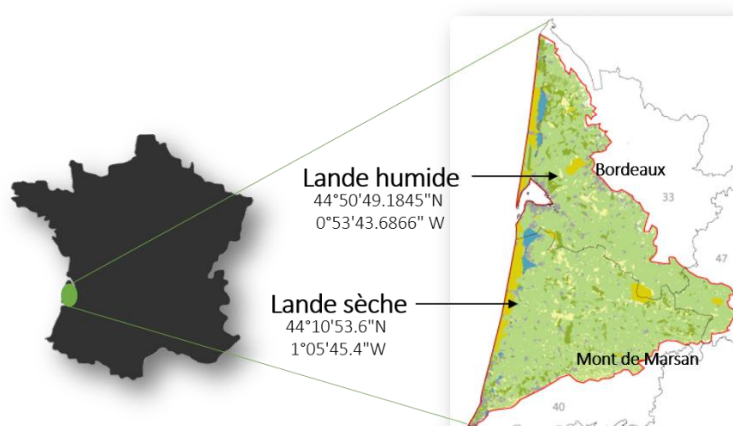 Lande humide
44°50'49.1845"N
0°53'43.6866" W
Bordeaux
33
47
Lande sèche
44°10'53.6"N
1°05'45.4"W
Mont de Marsan
40